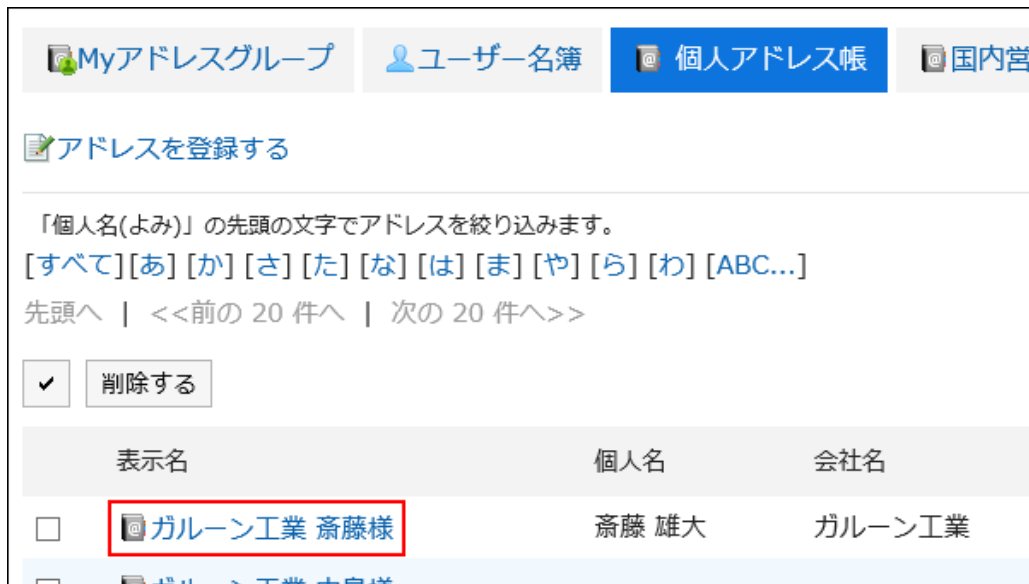 Myアドレスグループ ユーザー名簿 個人アドレス帳 国内営
アドレスを登録する
「個人名(よみ)」の先頭の文字でアドレスを絞り込みます。
[すべて][あ] [か] [さ] [た] [な] [は] [ま] [や] [ら] [わ] [ABC...]
先頭へ | <<前の 20 件へ | 次の 20 件へ>>
削除する
表示名 個人名 会社名
ガルーン工業 斎藤様 斎藤 雄大 ガルーン工業